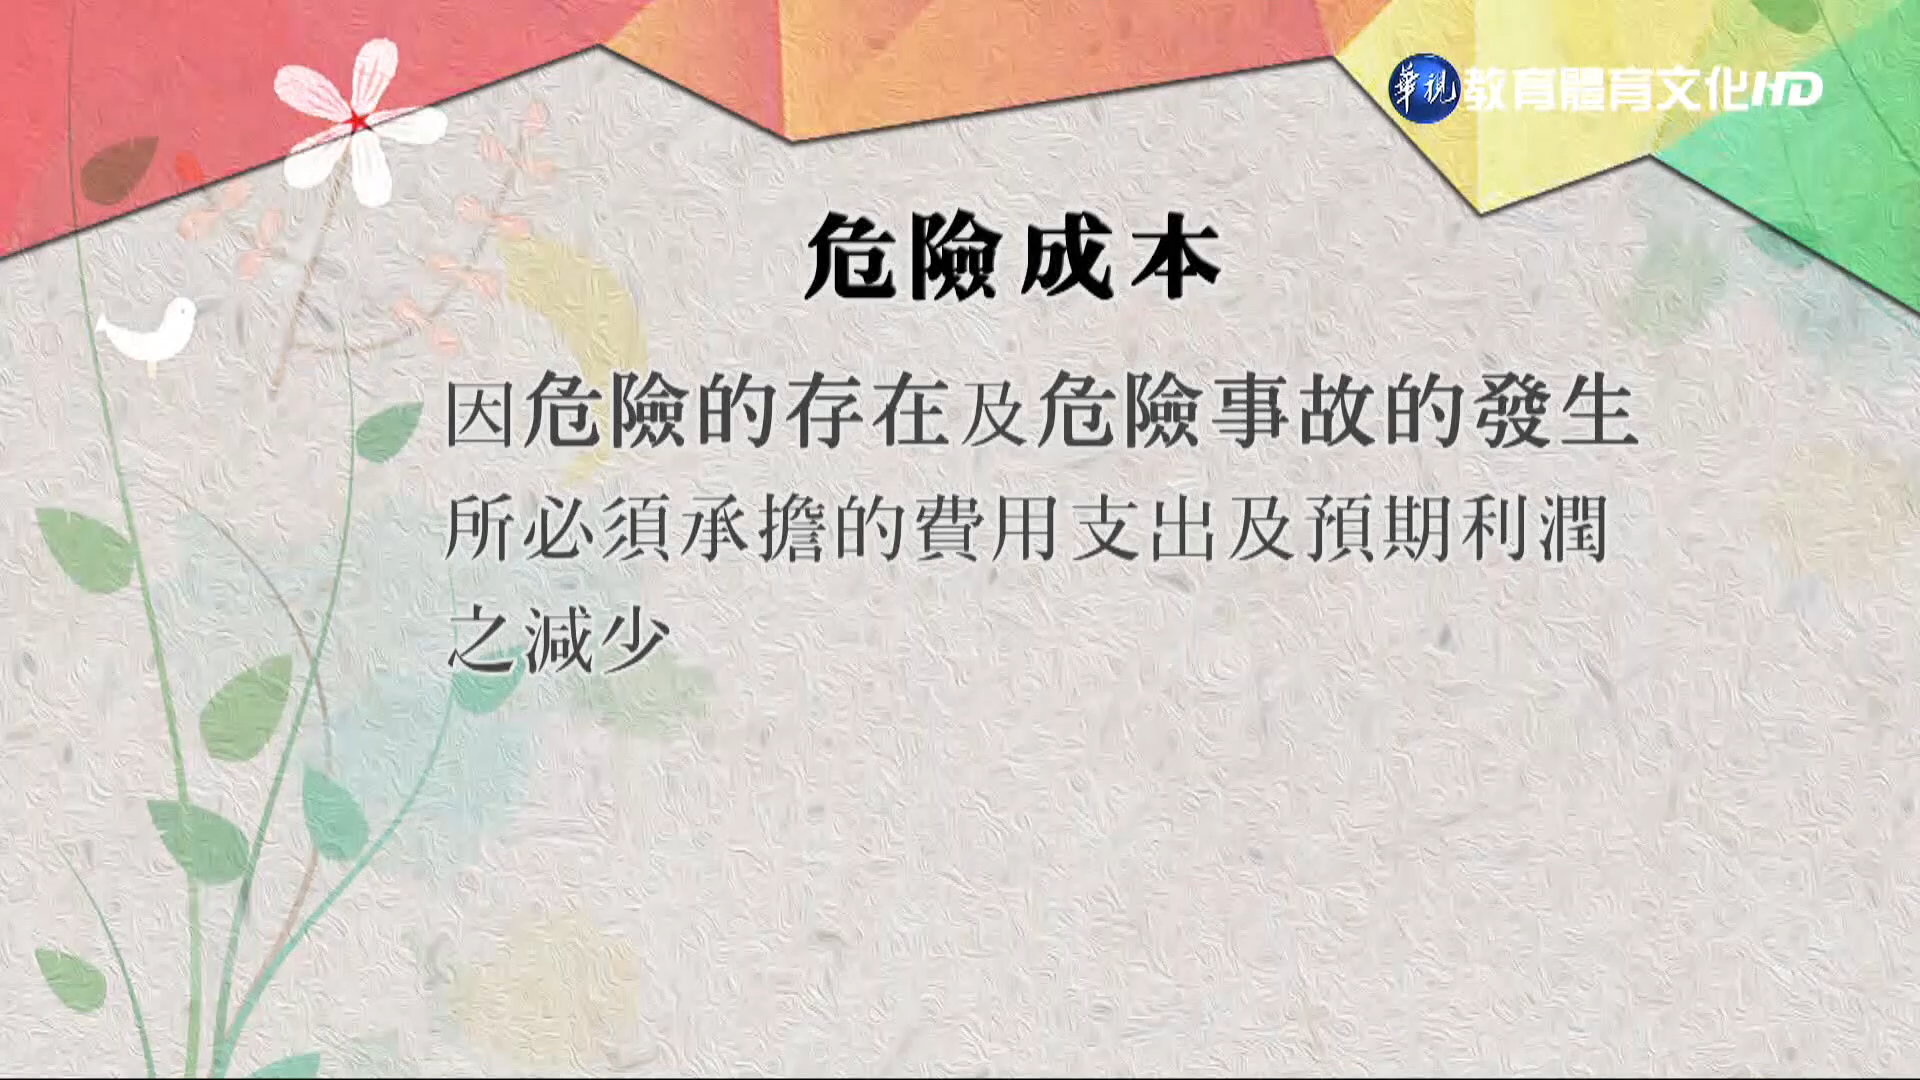 華視教育體育文化HD
危險成本
因危險的存在及危險事故的發生
所必須承擔的費用支出及預期利潤
之減少